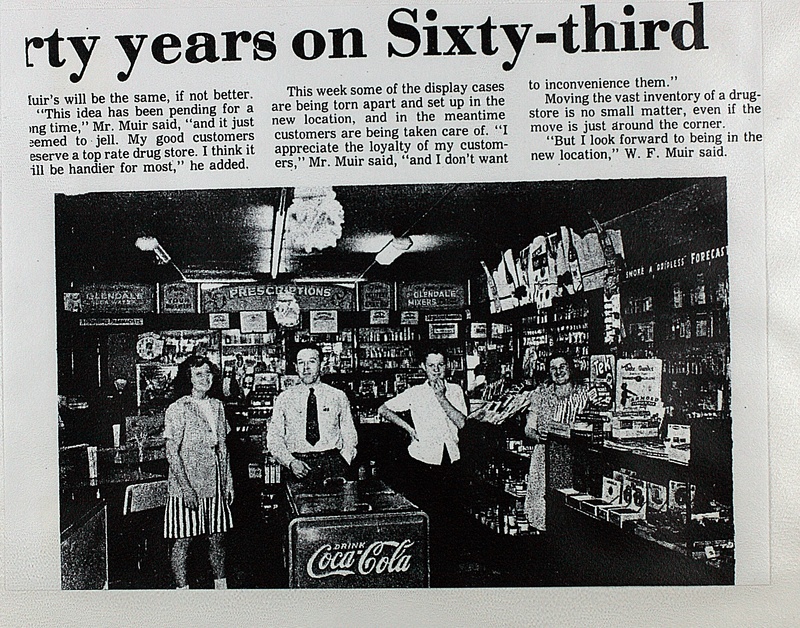 rty years on Sixty-third
uir's will be the same, if not better.
"This idea has been pending for a
ng time," Mr. Muir said, "and it just
eemed to jell. My good customers
eserve a top rate drug store. I think it
ill be handier for most," he added.
This week some of the display cases
are being torn apart and set up in the
new location, and in the meantime
customers are being taken care of. "I
appreciate the loyalty of my custom-
ers," Mr. Muir said, "and I don't want
to inconvenience them."
Moving the vast inventory of a drug-
store is no small matter, even if the
move is just around the corner.
"But I look forward to being in the
new location," W. F. Muir said.
SMOKE A "DRIPLESS" FORECAST
GLENDALE
PRESCRIPTIONS
GLENDALE
MIXERS
DRINK
Coca-Cola